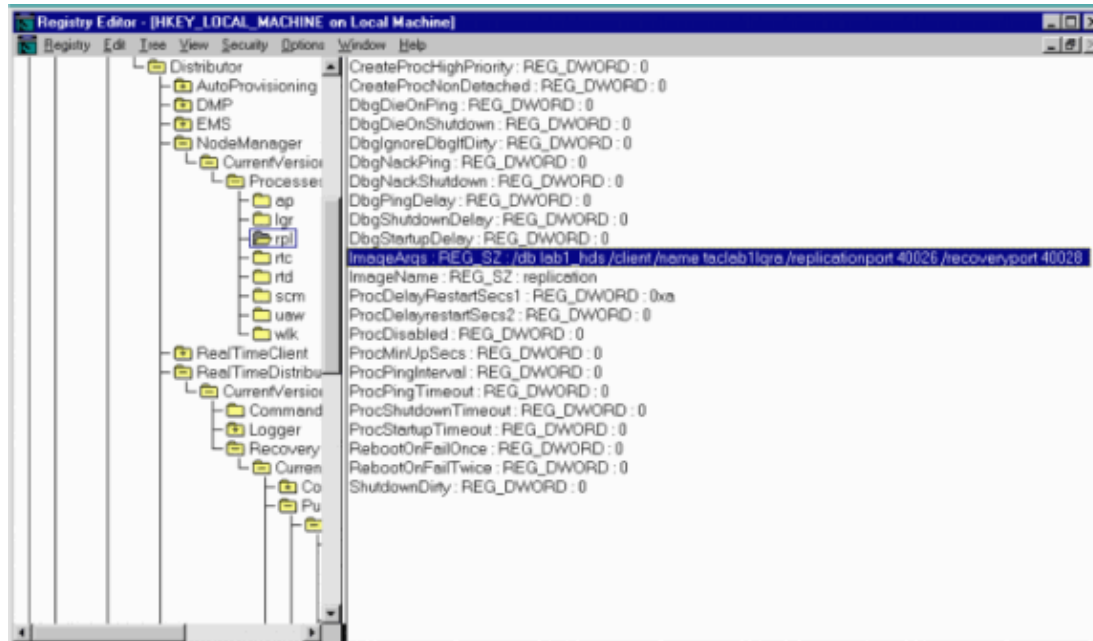 Registry Editor - [HKEY_LOCAL_MACHINE on Local Machine]
Registry Edit Tree View Security Options Window Help
Distributor
AutoProvisioning
DMP
EMS
NodeManager
CurrentVersion
Processes
ap
lgr
rpl
rtc
rtd
scm
uaw
wlk
RealTimeClient
RealTimeDistribu
CurrentVersion
Command
Logger
Recovery
Curren
Co
Pu
CreateProcHighPriority : REG_DWORD : 0
CreateProcNonDetached : REG_DWORD : 0
DbgDieOnPing : REG_DWORD : 0
DbgDieOnShutdown : REG_DWORD : 0
DbgIgnoreDbgIfDirty : REG_DWORD : 0
DbgNackPing : REG_DWORD : 0
DbgNackShutdown : REG_DWORD : 0
DbgPingDelay : REG_DWORD : 0
DbgShutdownDelay : REG_DWORD : 0
DbgStartupDelay : REG_DWORD : 0
ImageArgs : REG_SZ : /db lab1_hds /client /name taclab1lgra /replicationport 40026 /recoveryport 40028
ImageName : REG_SZ : replication
ProcDelayRestartSecs1 : REG_DWORD : 0xa
ProcDelayrestartSecs2 : REG_DWORD : 0
ProcDisabled : REG_DWORD : 0
ProcMinUpSecs : REG_DWORD : 0
ProcPingInterval : REG_DWORD : 0
ProcPingTimeout : REG_DWORD : 0
ProcShutdownTimeout : REG_DWORD : 0
ProcStartupTimeout : REG_DWORD : 0
RebootOnFailOnce : REG_DWORD : 0
RebootOnFailTwice : REG_DWORD : 0
ShutdownDirty : REG_DWORD : 0